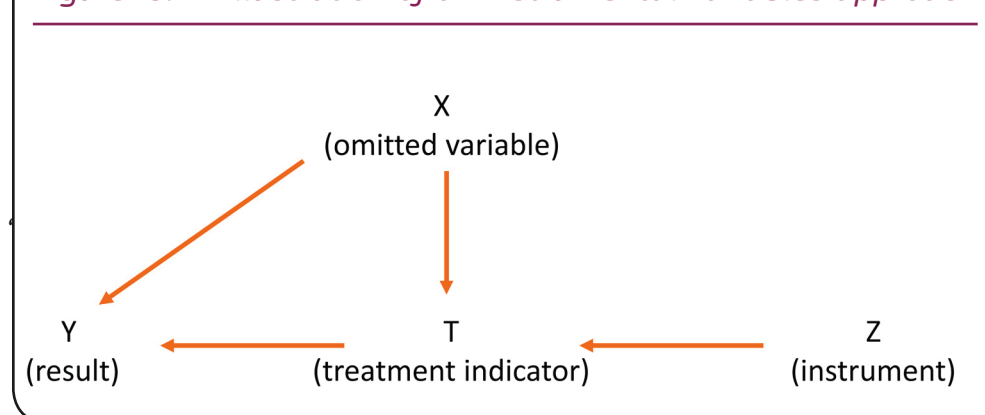 X
(omitted variable)
Y
(result)
T
(treatment indicator)
Z
(instrument)